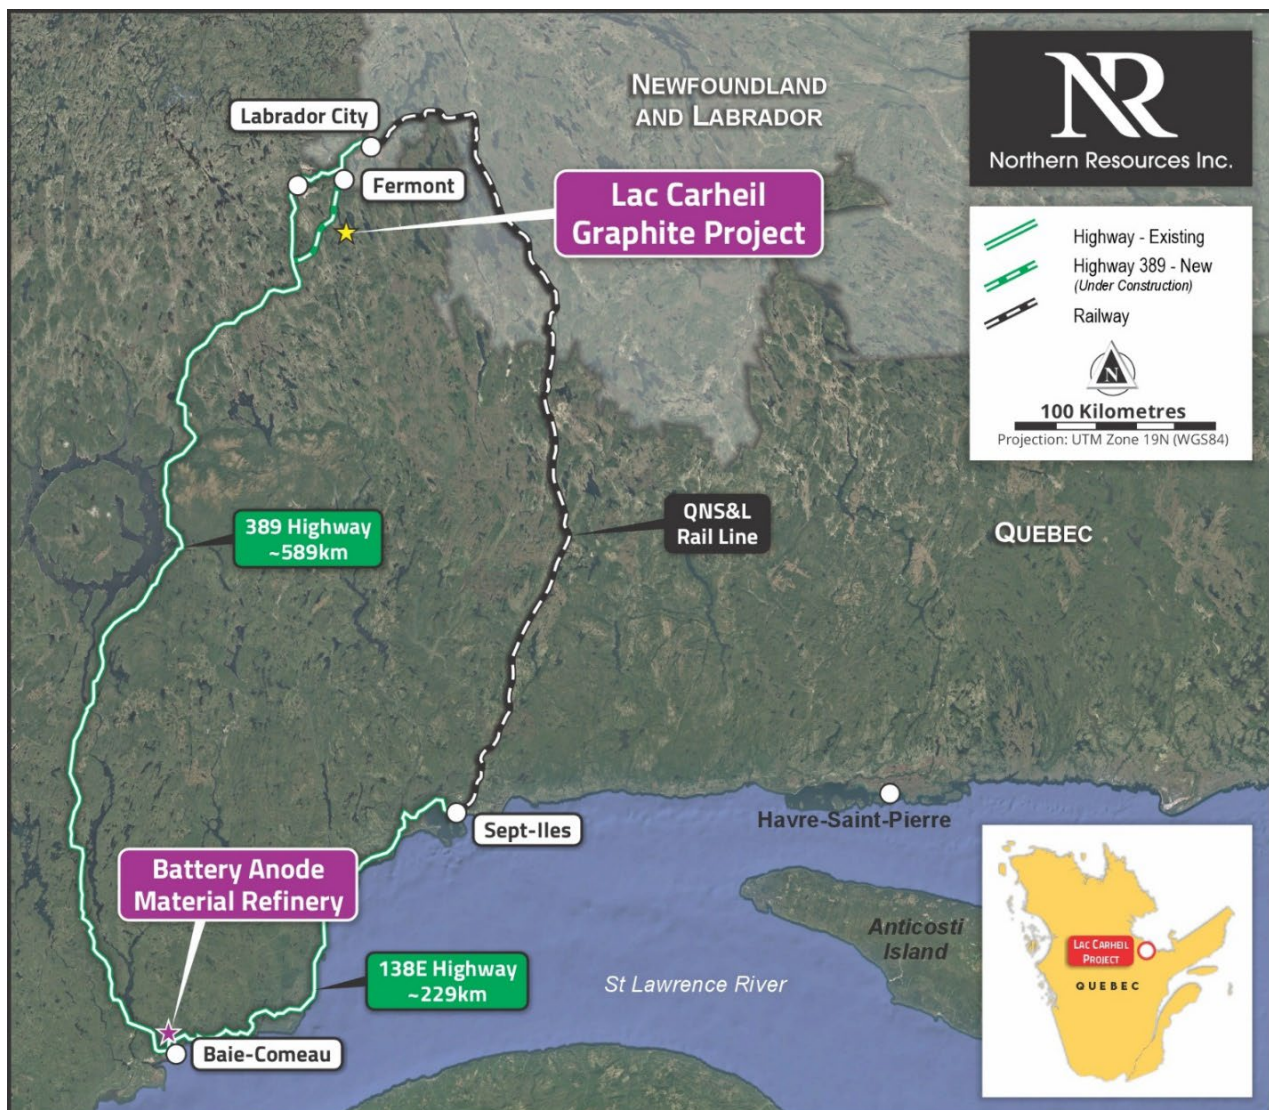 NEWFOUNDLAND
AND LABRADOR
NR
Northern Resources Inc.
Labrador City
Fermont
Lac Carheil
Graphite Project
Highway - Existing
Highway 389 - New
(Under Construction)
Railway
N
100 Kilometres
Projection: UTM Zone 19N (WGS84)
389 Highway
~589km
QNS&L
Rail Line
QUEBEC
Sept-Iles
Havre-Saint-Pierre
Battery Anode
Material Refinery
Anticosti
Island
138E Highway
~229km
St Lawrence River
Baie-Comeau
LAC CARHEIL
PROJECT
QUEBEC